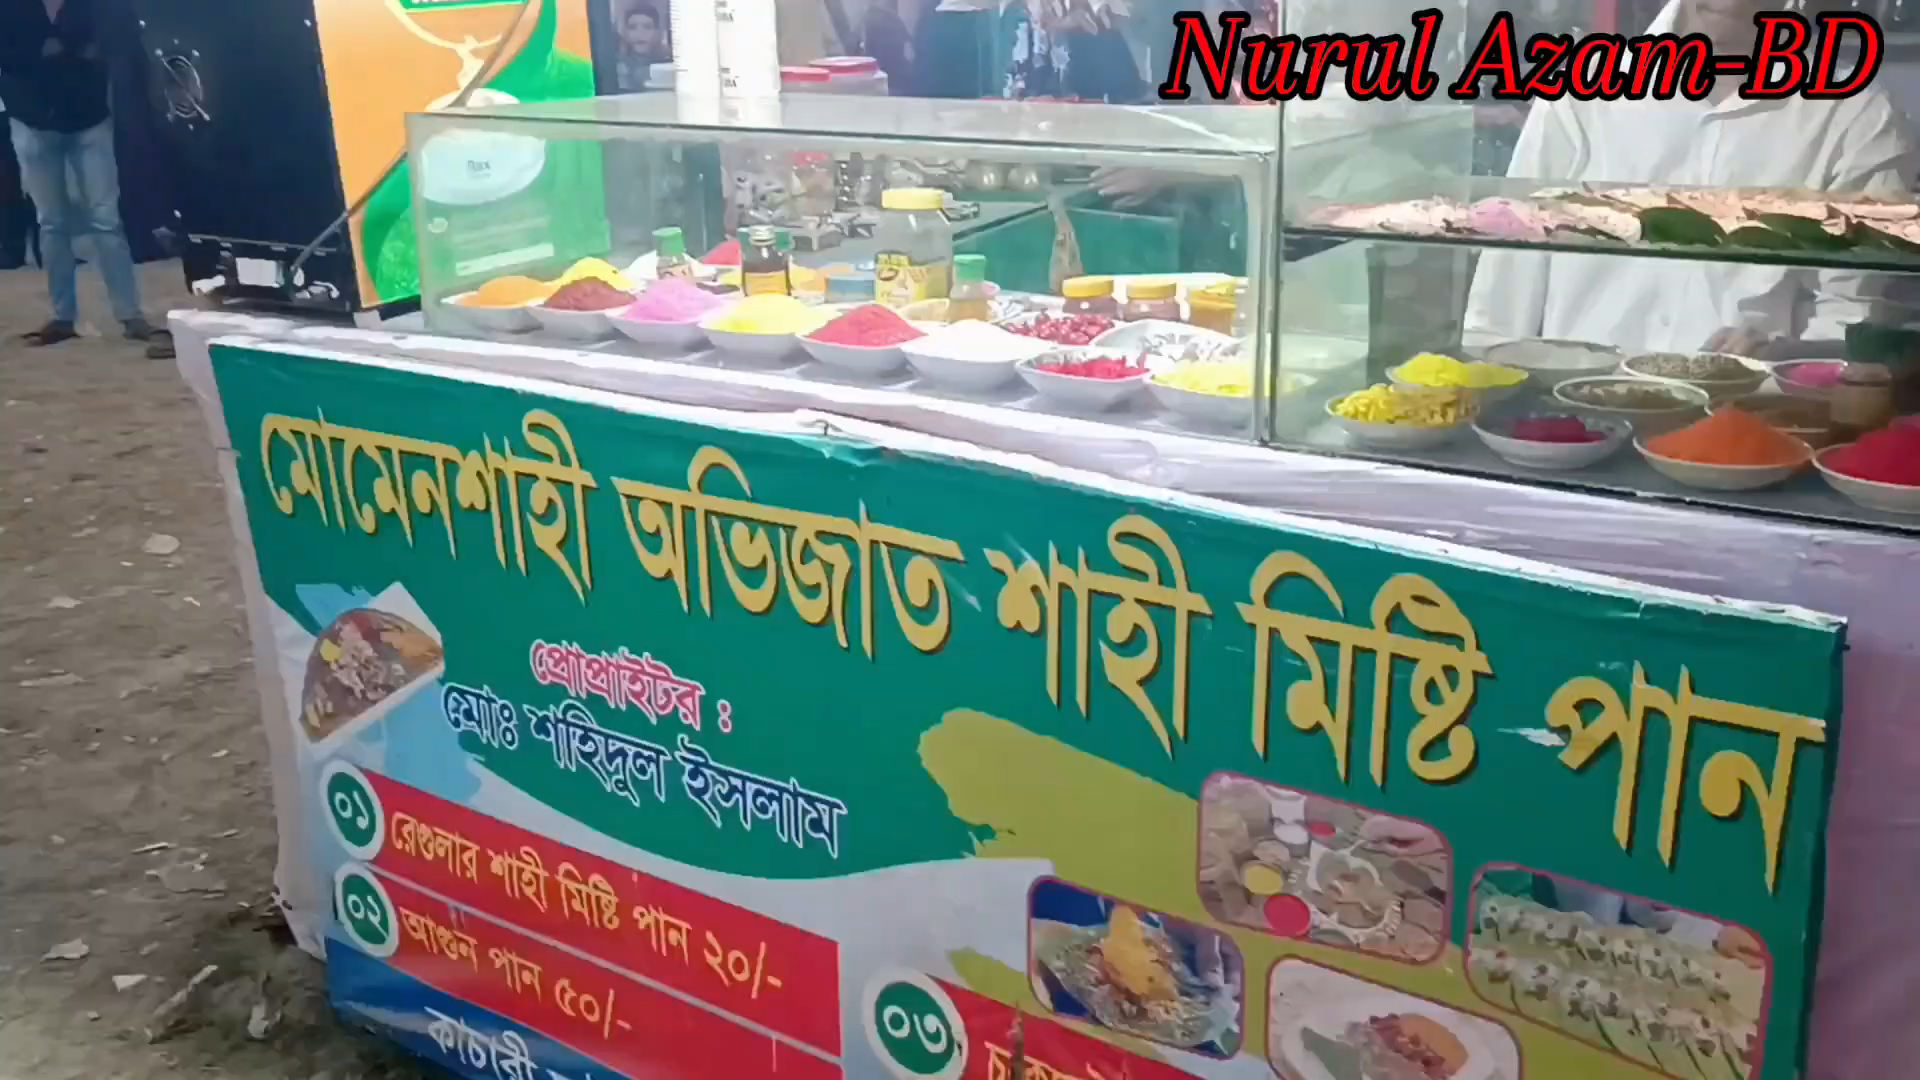 Nurul Azam-BD
মোমেনশাহী অভিজাত শাহী মিষ্টি পান
প্রোপ্রাইটর :
মোঃ শহিদুল ইসলাম
০১ রেগুলার শাহী মিষ্টি পান ২০/-
০২ আগুন পান ৫০/-
০৩
কাচারী